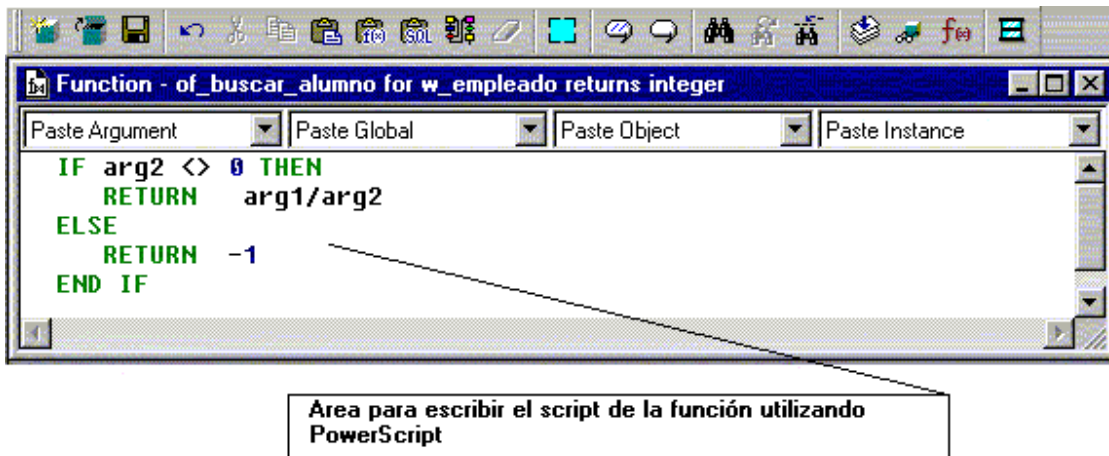 f(x) SQL f(x)
Function - of_buscar_alumno for w_empleado returns integer
Paste Argument Paste Global Paste Object Paste Instance
IF arg2 <> 0 THEN
RETURN arg1/arg2
ELSE
RETURN -1
END IF
Area para escribir el script de la función utilizando
PowerScript